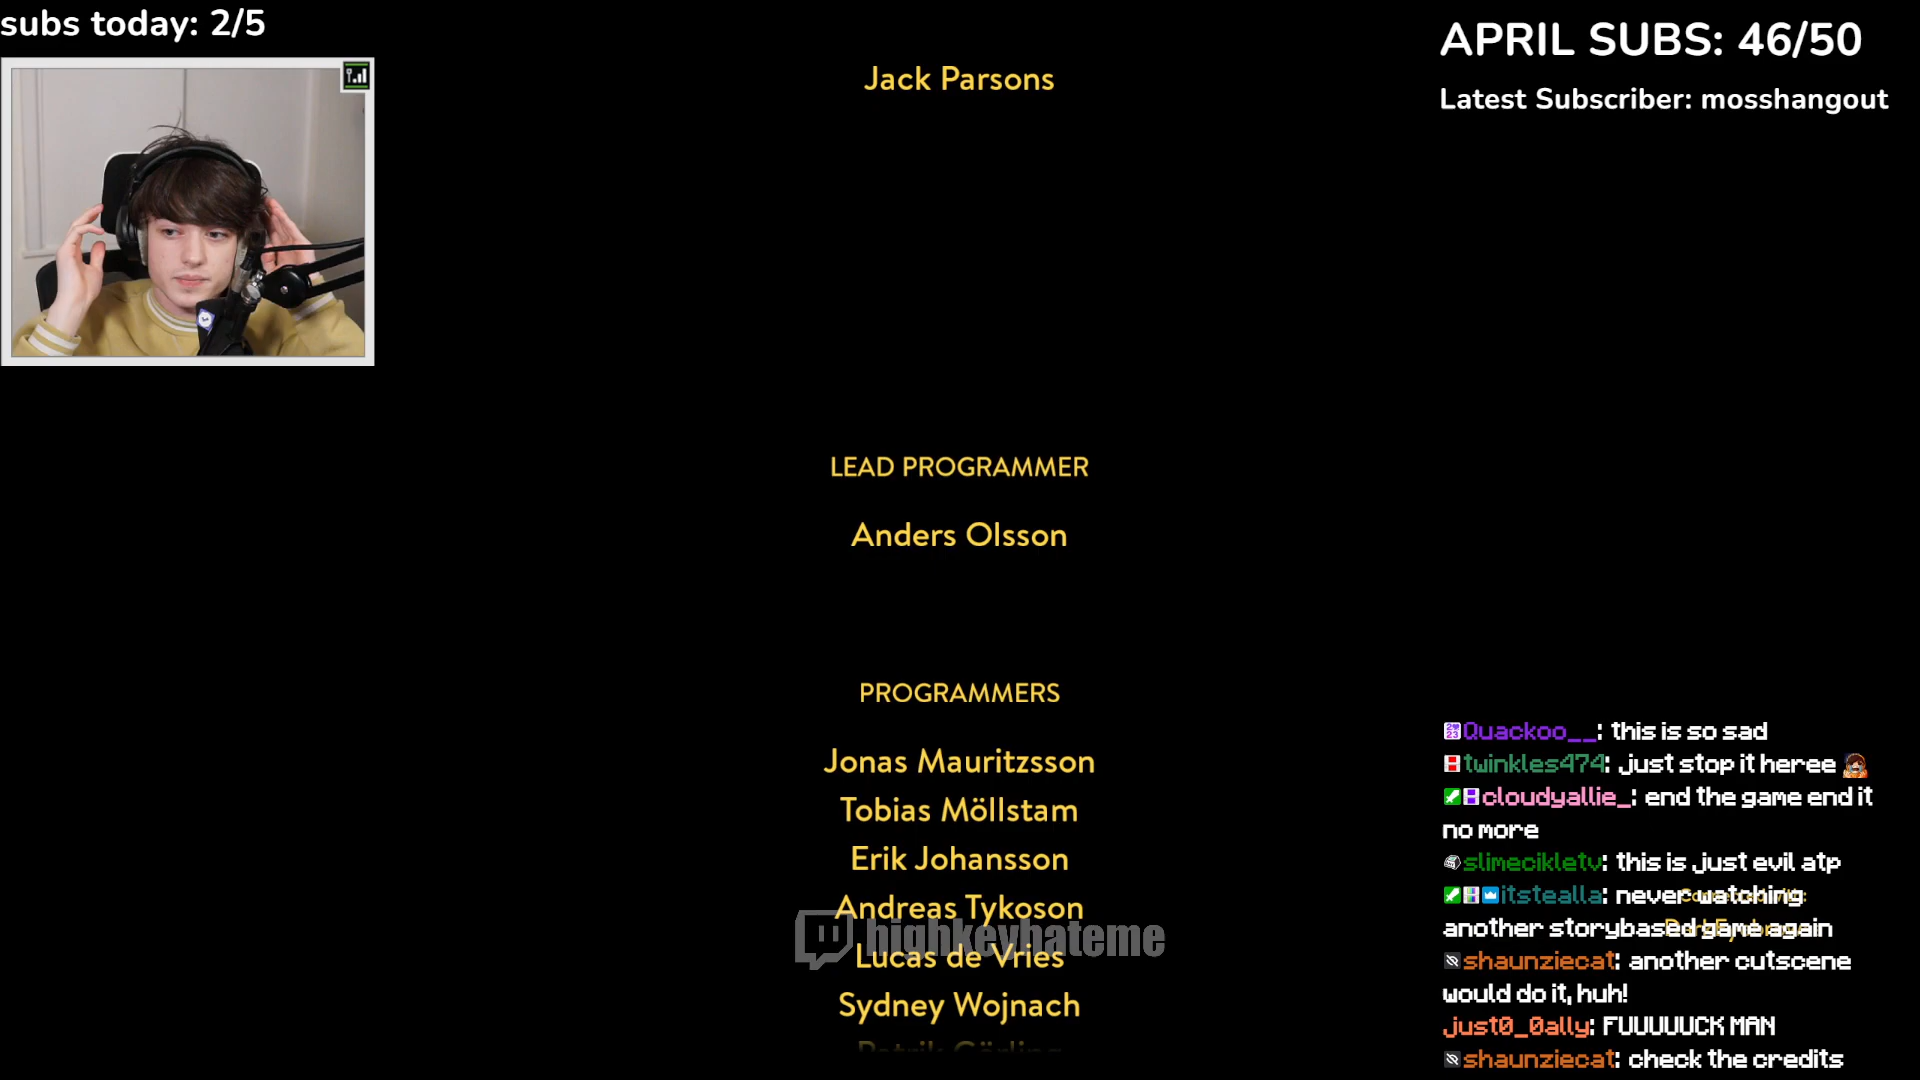 subs today: 2/5
Jack Parsons
APRIL SUBS: 46/50
Latest Subscriber: mosshangout
LEAD PROGRAMMER
Anders Olsson
PROGRAMMERS
Jonas Mauritzsson
Tobias Möllstam
Erik Johansson
Andreas Tykoson
highkeyhateme
Lucas de Vries
Sydney Wojnach
Patrik Görling
Quackoo__: this is so sad
twinkles474: just stop it heree
cloudyallie_: end the game end it
no more
slimecikletv: this is just evil atp
itstealla: never watching
another storybased game again
shaunziecat: another cutscene
would do it, huh!
just0_0ally: FUUUUUCK MAN
shaunziecat: check the credits